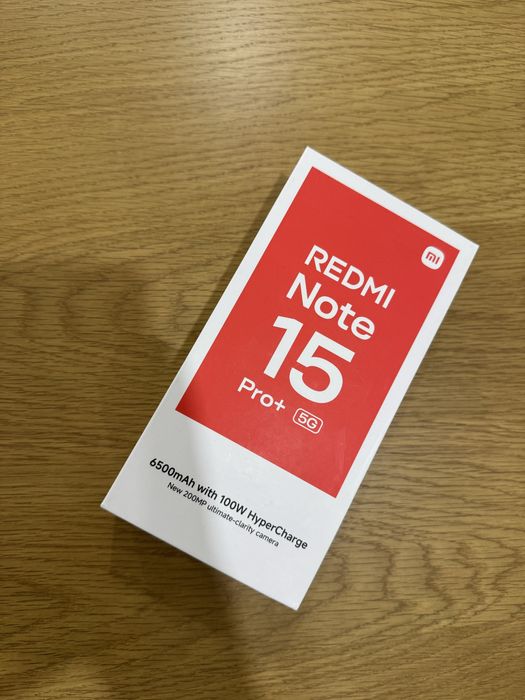 mi
REDMI
Note
15
Pro+ 5G
6500mAh with 100W HyperCharge
New 200MP ultimate-clarity camera